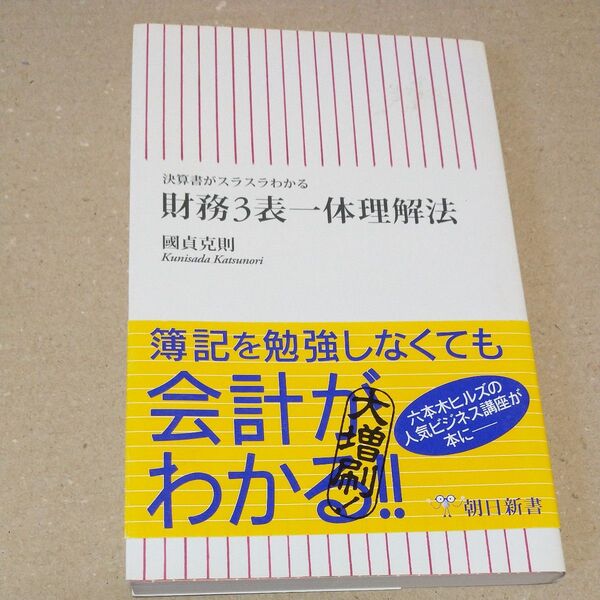 決算書がスラスラわかる
財務3表一体理解法
國貞克則
Kunisada Katsunori
簿記を勉強しなくても
会計が
わかる!!
大増刷!
六本木ヒルズの
人気ビジネス講座が
本に——
朝日新書